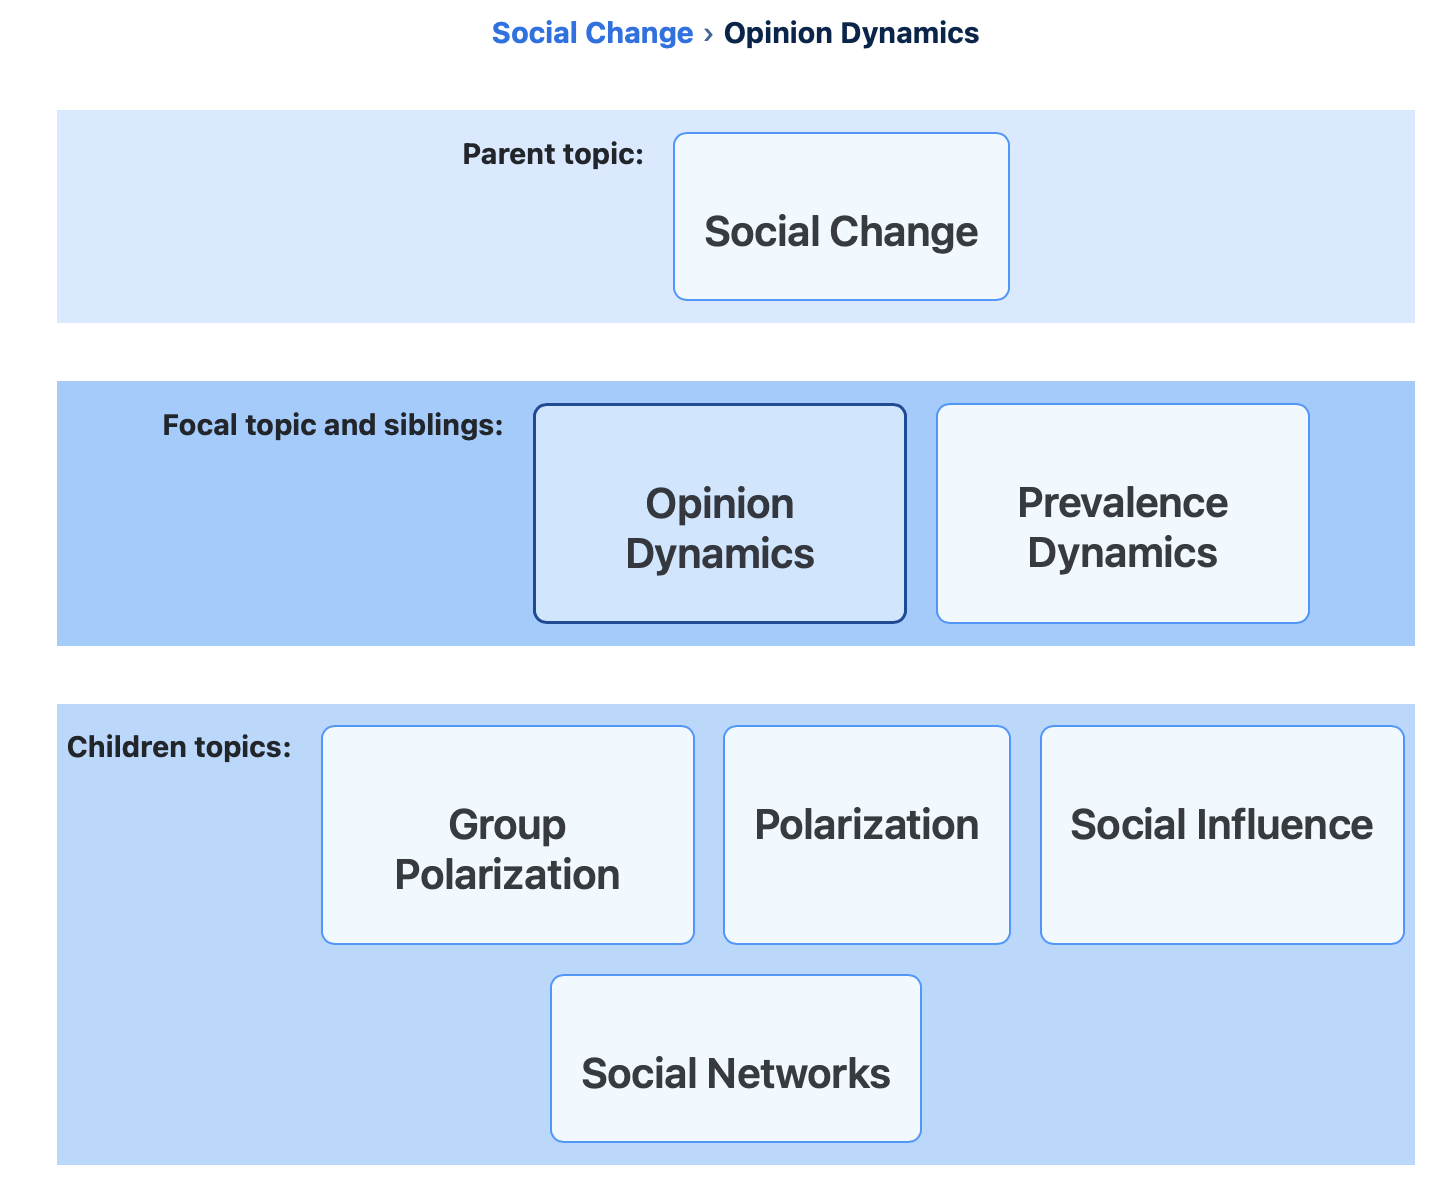 Social Change › Opinion Dynamics
Parent topic:
Social Change
Focal topic and siblings:
Opinion
Dynamics
Prevalence
Dynamics
Children topics:
Group
Polarization
Polarization
Social Influence
Social Networks